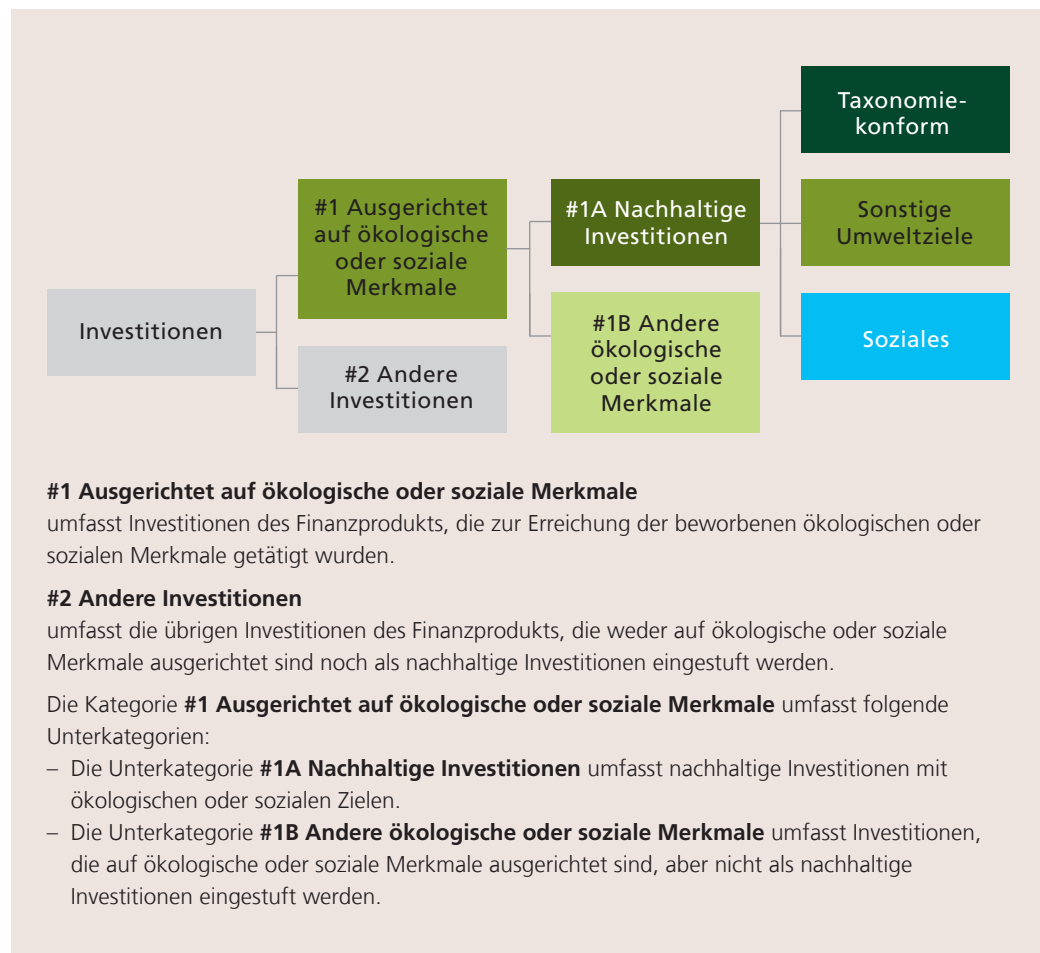 Taxonomie-
konform
#1 Ausgerichtet
auf ökologische
oder soziale
Merkmale
#1A Nachhaltige
Investitionen
Sonstige
Umweltziele
Investitionen
#2 Andere
Investitionen
#1B Andere
ökologische
oder soziale
Merkmale
Soziales
#1 Ausgerichtet auf ökologische oder soziale Merkmale
umfasst Investitionen des Finanzprodukts, die zur Erreichung der beworbenen ökologischen oder
sozialen Merkmale getätigt wurden.
#2 Andere Investitionen
umfasst die übrigen Investitionen des Finanzprodukts, die weder auf ökologische oder soziale
Merkmale ausgerichtet sind noch als nachhaltige Investitionen eingestuft werden.
Die Kategorie #1 Ausgerichtet auf ökologische oder soziale Merkmale umfasst folgende
Unterkategorien:
– Die Unterkategorie #1A Nachhaltige Investitionen umfasst nachhaltige Investitionen mit
ökologischen oder sozialen Zielen.
– Die Unterkategorie #1B Andere ökologische oder soziale Merkmale umfasst Investitionen,
die auf ökologische oder soziale Merkmale ausgerichtet sind, aber nicht als nachhaltige
Investitionen eingestuft werden.